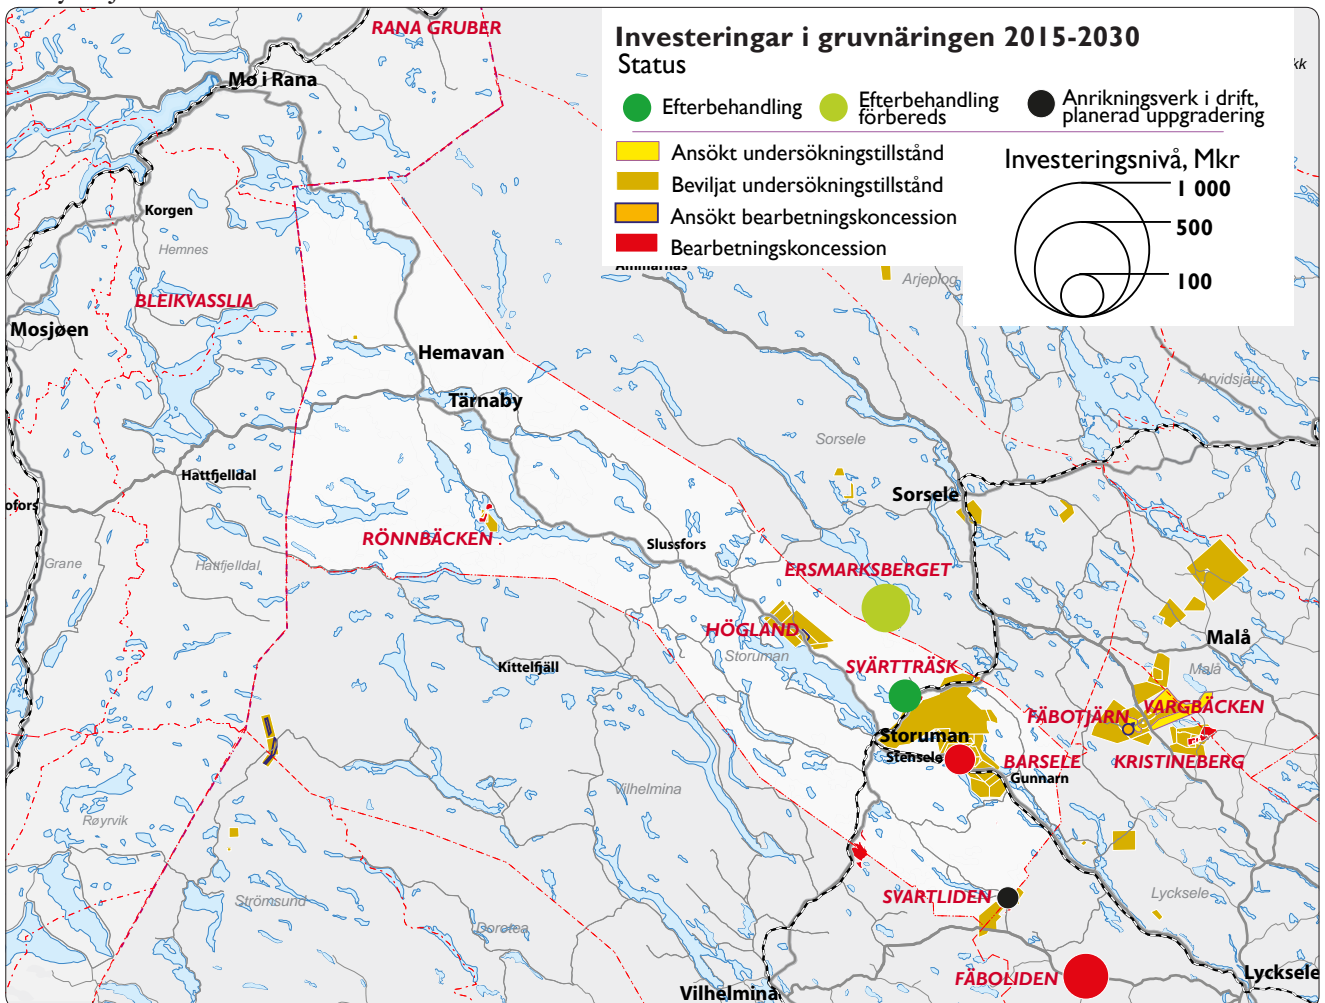 RANA GRUBER
Investeringar i gruvnäringen 2015-2030
Status
Efterbehandling
Efterbehandling
förbereds
Anrikningsverk i drift,
planerad uppgradering
Ansökt undersökningstillstånd
Beviljat undersökningstillstånd
Ansökt bearbetningskoncession
Bearbetningskoncession
Investeringsnivå, Mkr
1 000
500
100
kk
Mo i Rana
Korgen
Hemnes
BLEIKVASSLIA
Mosjøen
Ammarnäs
Arjeplog
Hemavan
Tärnaby
Arvidsjaur
Sorsele
Hattfjelldal
Sorsele
ofors
RÖNNBÄCKEN
Slussfors
Grane
Hattfjelldal
ERSMARKSBERGET
HÖGLAND
Malå
Storuman
Kittelfjäll
SVÄRTTRÄSK
Malå
FÄBOTJÄRN
VARGBÄCKEN
Storuman
Stensele
BARSELE
KRISTINEBERG
Gunnarn
Vilhelmina
Røyrvik
Strömsund
Lycksele
SVARTLIDEN
Dorotea
FÄBOLIDEN
Lycksele
Vilhelmina